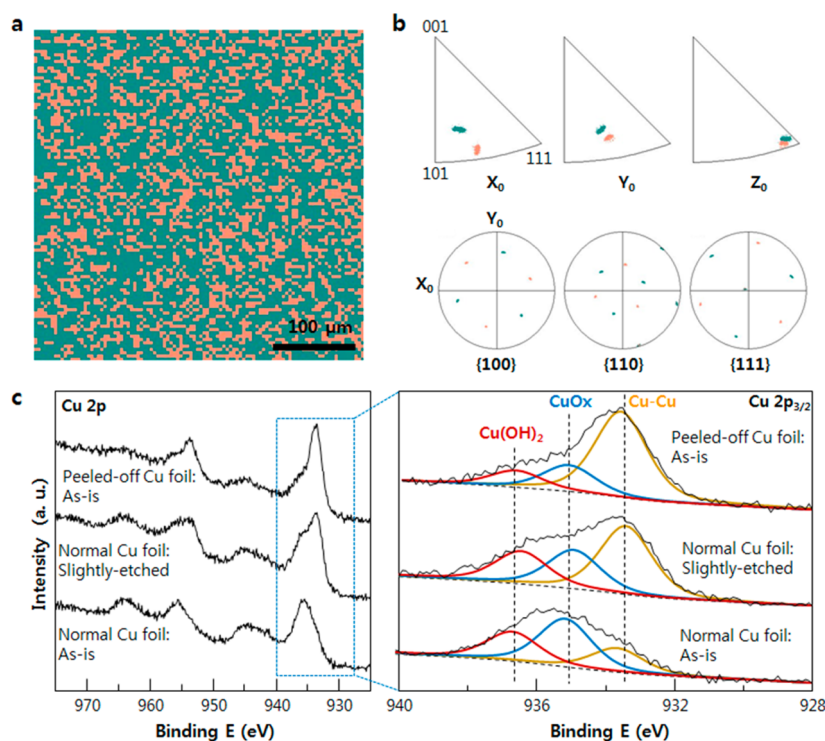 a
100 μm
b
001
101
111
X₀
Y₀
Z₀
Y₀
X₀
{100}
{110}
{111}
c
Cu 2p
Peeled-off Cu foil:
As-is
Normal Cu foil:
Slightly-etched
Normal Cu foil:
As-is
Intensity (a. u.)
970
960
950
940
930
Binding E (eV)
CuOx
Cu-Cu
Cu 2p₃/₂
Cu(OH)₂
Peeled-off Cu foil:
As-is
Normal Cu foil:
Slightly-etched
Normal Cu foil:
As-is
940
936
932
928
Binding E (eV)